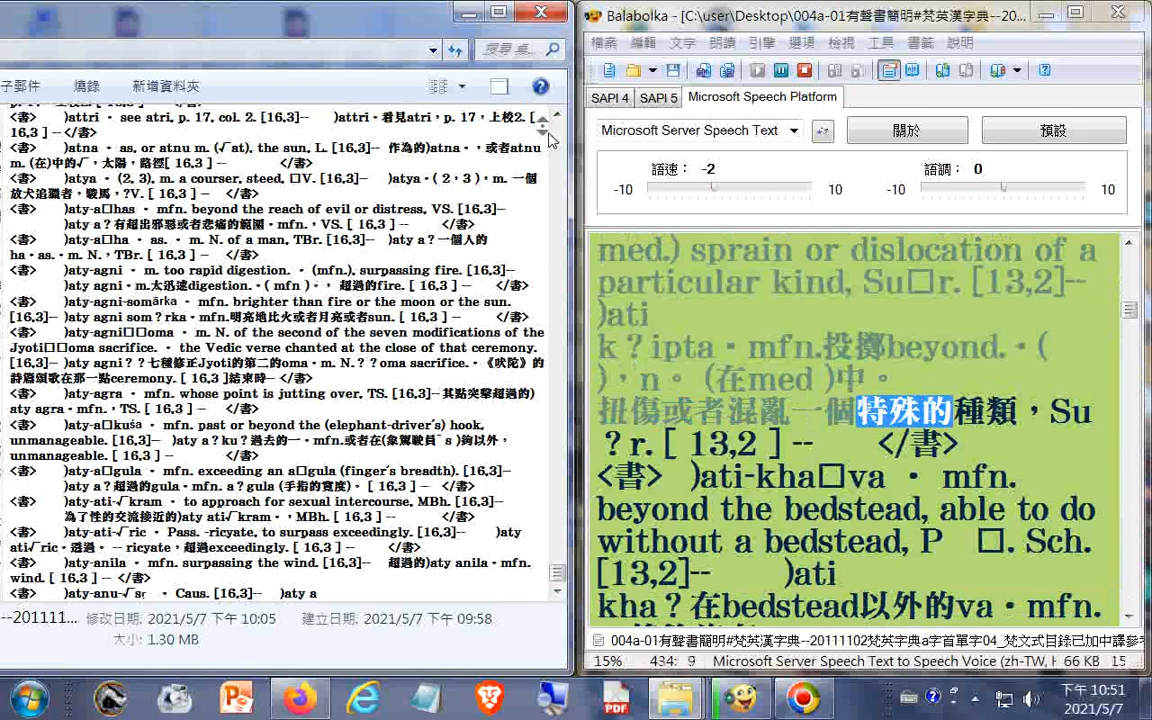 搜尋 桌...
子郵件 燒錄 新增資料夾
<書> )attri • see atri, p. 17, col. 2. [16,3]-- )attri•看見atri，p. 17，上校2. [
16,3 ] --</書>
<書> )atna • as, or atnu m. (√at), the sun, L. [16,3]-- 作為的)atna•，或者atnu
m. (在)中的√，太陽，路徑[ 16,3 ] </書>
<書> )atya • (2, 3), m. a courser, steed, □V. [16,3]-- )atya•( 2，3 )，m. 一個
放犬追獵者，駿馬，?V. [ 16,3 ] -- </書>
<書> )aty-a□has • mfn. beyond the reach of evil or distress, VS. [16,3]--
)aty a？有超出邪惡或者悲痛的範圍•mfn.，VS. [ 16,3 ] -- </書>
<書> )aty-a□ha • as. • m. N. of a man, TBr. [16,3]-- )aty a？一個人的
ha•as.•m. N.，TBr. [ 16,3 ] -- </書>
<書> )aty-agni • m. too rapid digestion. • (mfn.), surpassing fire. [16,3]--
)aty agni•m.太迅速digestion.•( mfn )•，超過的fire. [ 16,3 ] -- </書>
<書> )aty-agni-somārka • mfn. brighter than fire or the moon or the sun.
[16,3]-- )aty agni som？rka•mfn.明亮地比火或者月亮或者sun. [ 16,3 ] -- </書>
<書> )aty-agni□□oma • m. N. of the second of the seven modifications of the
Jyoti□□oma sacrifice. • the Vedic verse chanted at the close of that ceremony.
[16,3]-- )aty agni？?七種修正Jyoti的第二的oma•m. N.？?oma sacrifice.•《吠陀》的
詩篇頌歌在那一點ceremony. [ 16,3 ]結束時-- </書>
<書> )aty-agra • mfn. whose point is jutting over, TS. [16,3]-- 其點突擊超過的)
aty agra•mfn.，TS. [ 16,3 ] -- </書>
<書> )aty-a□kuśa • mfn. past or beyond the (elephant-driver's) hook,
unmanageable. [16,3]-- )aty a？ku？過去的一•mfn.或者在(象駕駛員~ s )鉤以外，
unmanageable. [ 16,3 ] -- </書>
<書> )aty-a□gula • mfn. exceeding an a□gula (finger's breadth). [16,3]--
)aty a？超過的gula•mfn. a？gula (手指的寬度)。 [ 16,3 ] -- </書>
<書> )aty-ati-√kram • to approach for sexual intercourse, MBh. [16,3]--
為了性的交流接近的)aty ati√kram•，MBh. [ 16,3 ] -- </書>
<書> )aty-ati-√ric • Pass. -ricyate, to surpass exceedingly. [16,3]-- )aty
ati√ric•透過。-- ricyate，超過exceedingly. [ 16,3 ] -- </書>
<書> )aty-anila • mfn. surpassing the wind. [16,3]-- 超過的)aty anila•mfn.
wind. [ 16,3 ] -- </書>
<書> )aty-anu-√sṛ • Caus. [16,3]-- )aty a
--201111... 修改日期: 2021/5/7 下午 10:05 建立日期: 2021/5/7 下午 09:58
大小: 1.30 MB
Balabolka - [C:\user\Desktop\004a-01有聲書簡明#梵英漢字典--20...
檔案 編輯 文字 朗讀 引擎 選項 檢視 工具 書籤 說明
SAPI 4 SAPI 5 Microsoft Speech Platform
Microsoft Server Speech Text 關於 預設
語速: -2 語調: 0
-10 10 -10 10
med.) sprain or dislocation of a
particular kind, Su□r. [13,2]--
)ati
k ? ipta•mfn.投擲beyond.•(
)，n。 (在med )中。
扭傷或者混亂一個特殊的種類，Su
？r. [ 13,2 ] -- </書>
<書> )ati-kha□va • mfn.
beyond the bedstead, able to do
without a bedstead, P □. Sch.
[13,2]-- )ati
kha？在bedstead以外的va•mfn.
004a-01有聲書簡明#梵英漢字典--20111102梵英字典a字首單字04_梵文式目錄已加中譯參考
15% 434: 9 Microsoft Server Speech Text to Speech Voice (zh-TW, H 66 KB 15
PDF
下午 10:51
2021/5/7